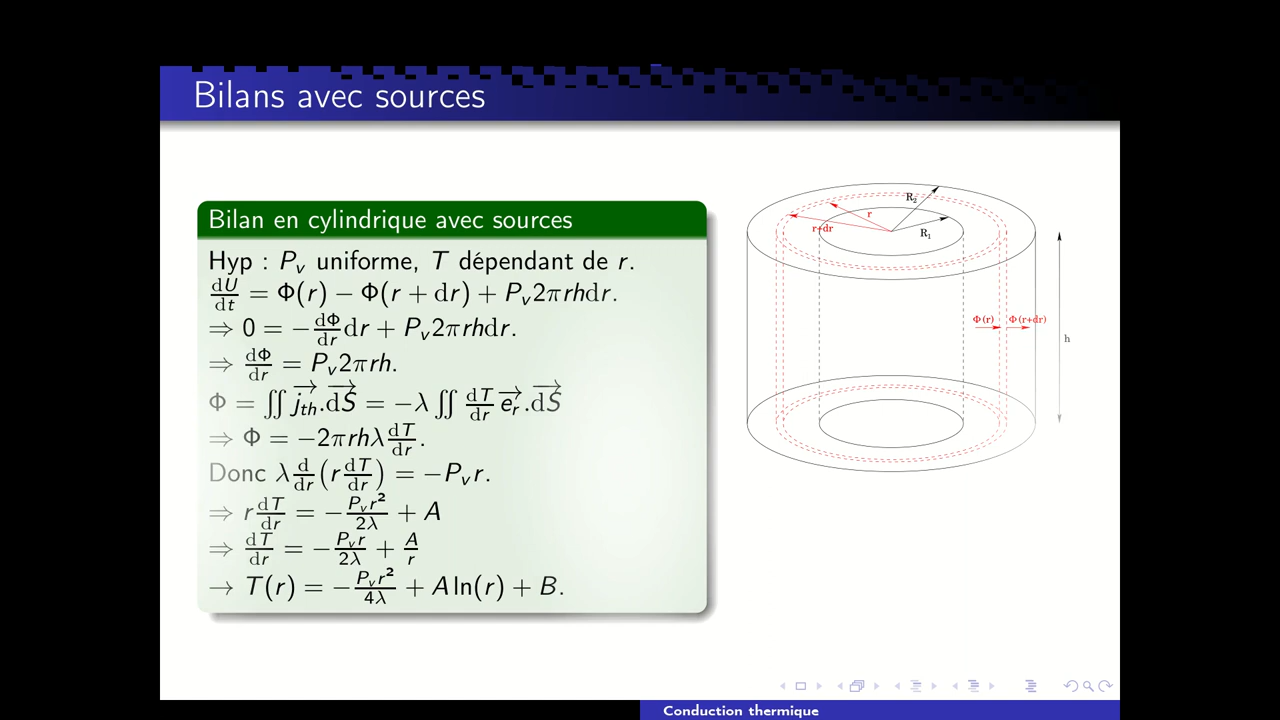 Bilans avec sources
Bilan en cylindrique avec sources
Hyp : P_v uniforme, T dépendant de r.
dU/dt = Φ(r) − Φ(r + dr) + P_v2πrhdr.
⇒ 0 = −dΦ/dr dr + P_v2πrhdr.
⇒ dΦ/dr = P_v2πrh.
Φ = ∬ j_th⃗.dS⃗ = −λ ∬ dT/dr e_r⃗.dS⃗
⇒ Φ = −2πrhλ dT/dr.
Donc λ d/dr (r dT/dr) = −P_v r.
⇒ r dT/dr = −P_v r²/2λ + A
⇒ dT/dr = −P_v r/2λ + A/r
→ T(r) = −P_v r²/4λ + A ln(r) + B.
R₂
r
r+dr
R₁
Φ(r) Φ(r+dr)
h
Conduction thermique